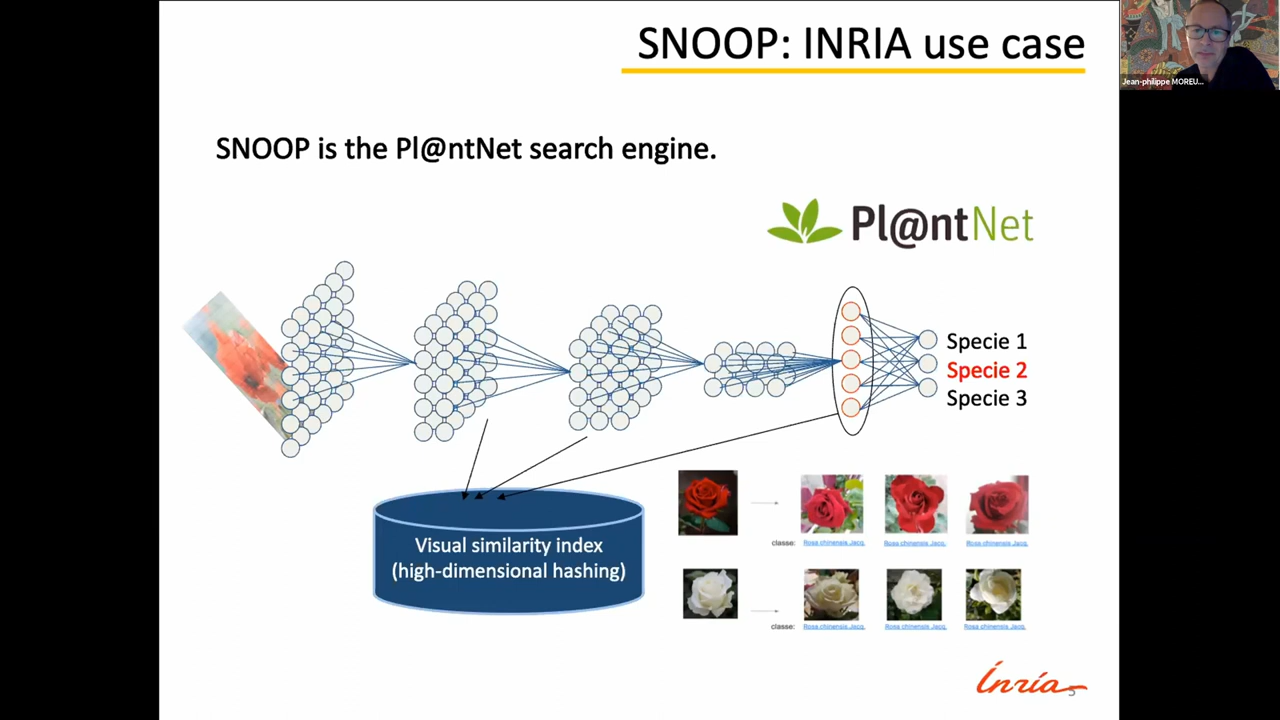 SNOOP: INRIA use case
Jean-philippe MOREU...
SNOOP is the Pl@ntNet search engine.
Pl@ntNet
Specie 1
Specie 2
Specie 3
Visual similarity index
(high-dimensional hashing)
classe: Rosa chinensis Jacq. Rosa chinensis Jacq. Rosa chinensis Jacq.
classe: Rosa chinensis Jacq. Rosa chinensis Jacq. Rosa chinensis Jacq.
Inria
5